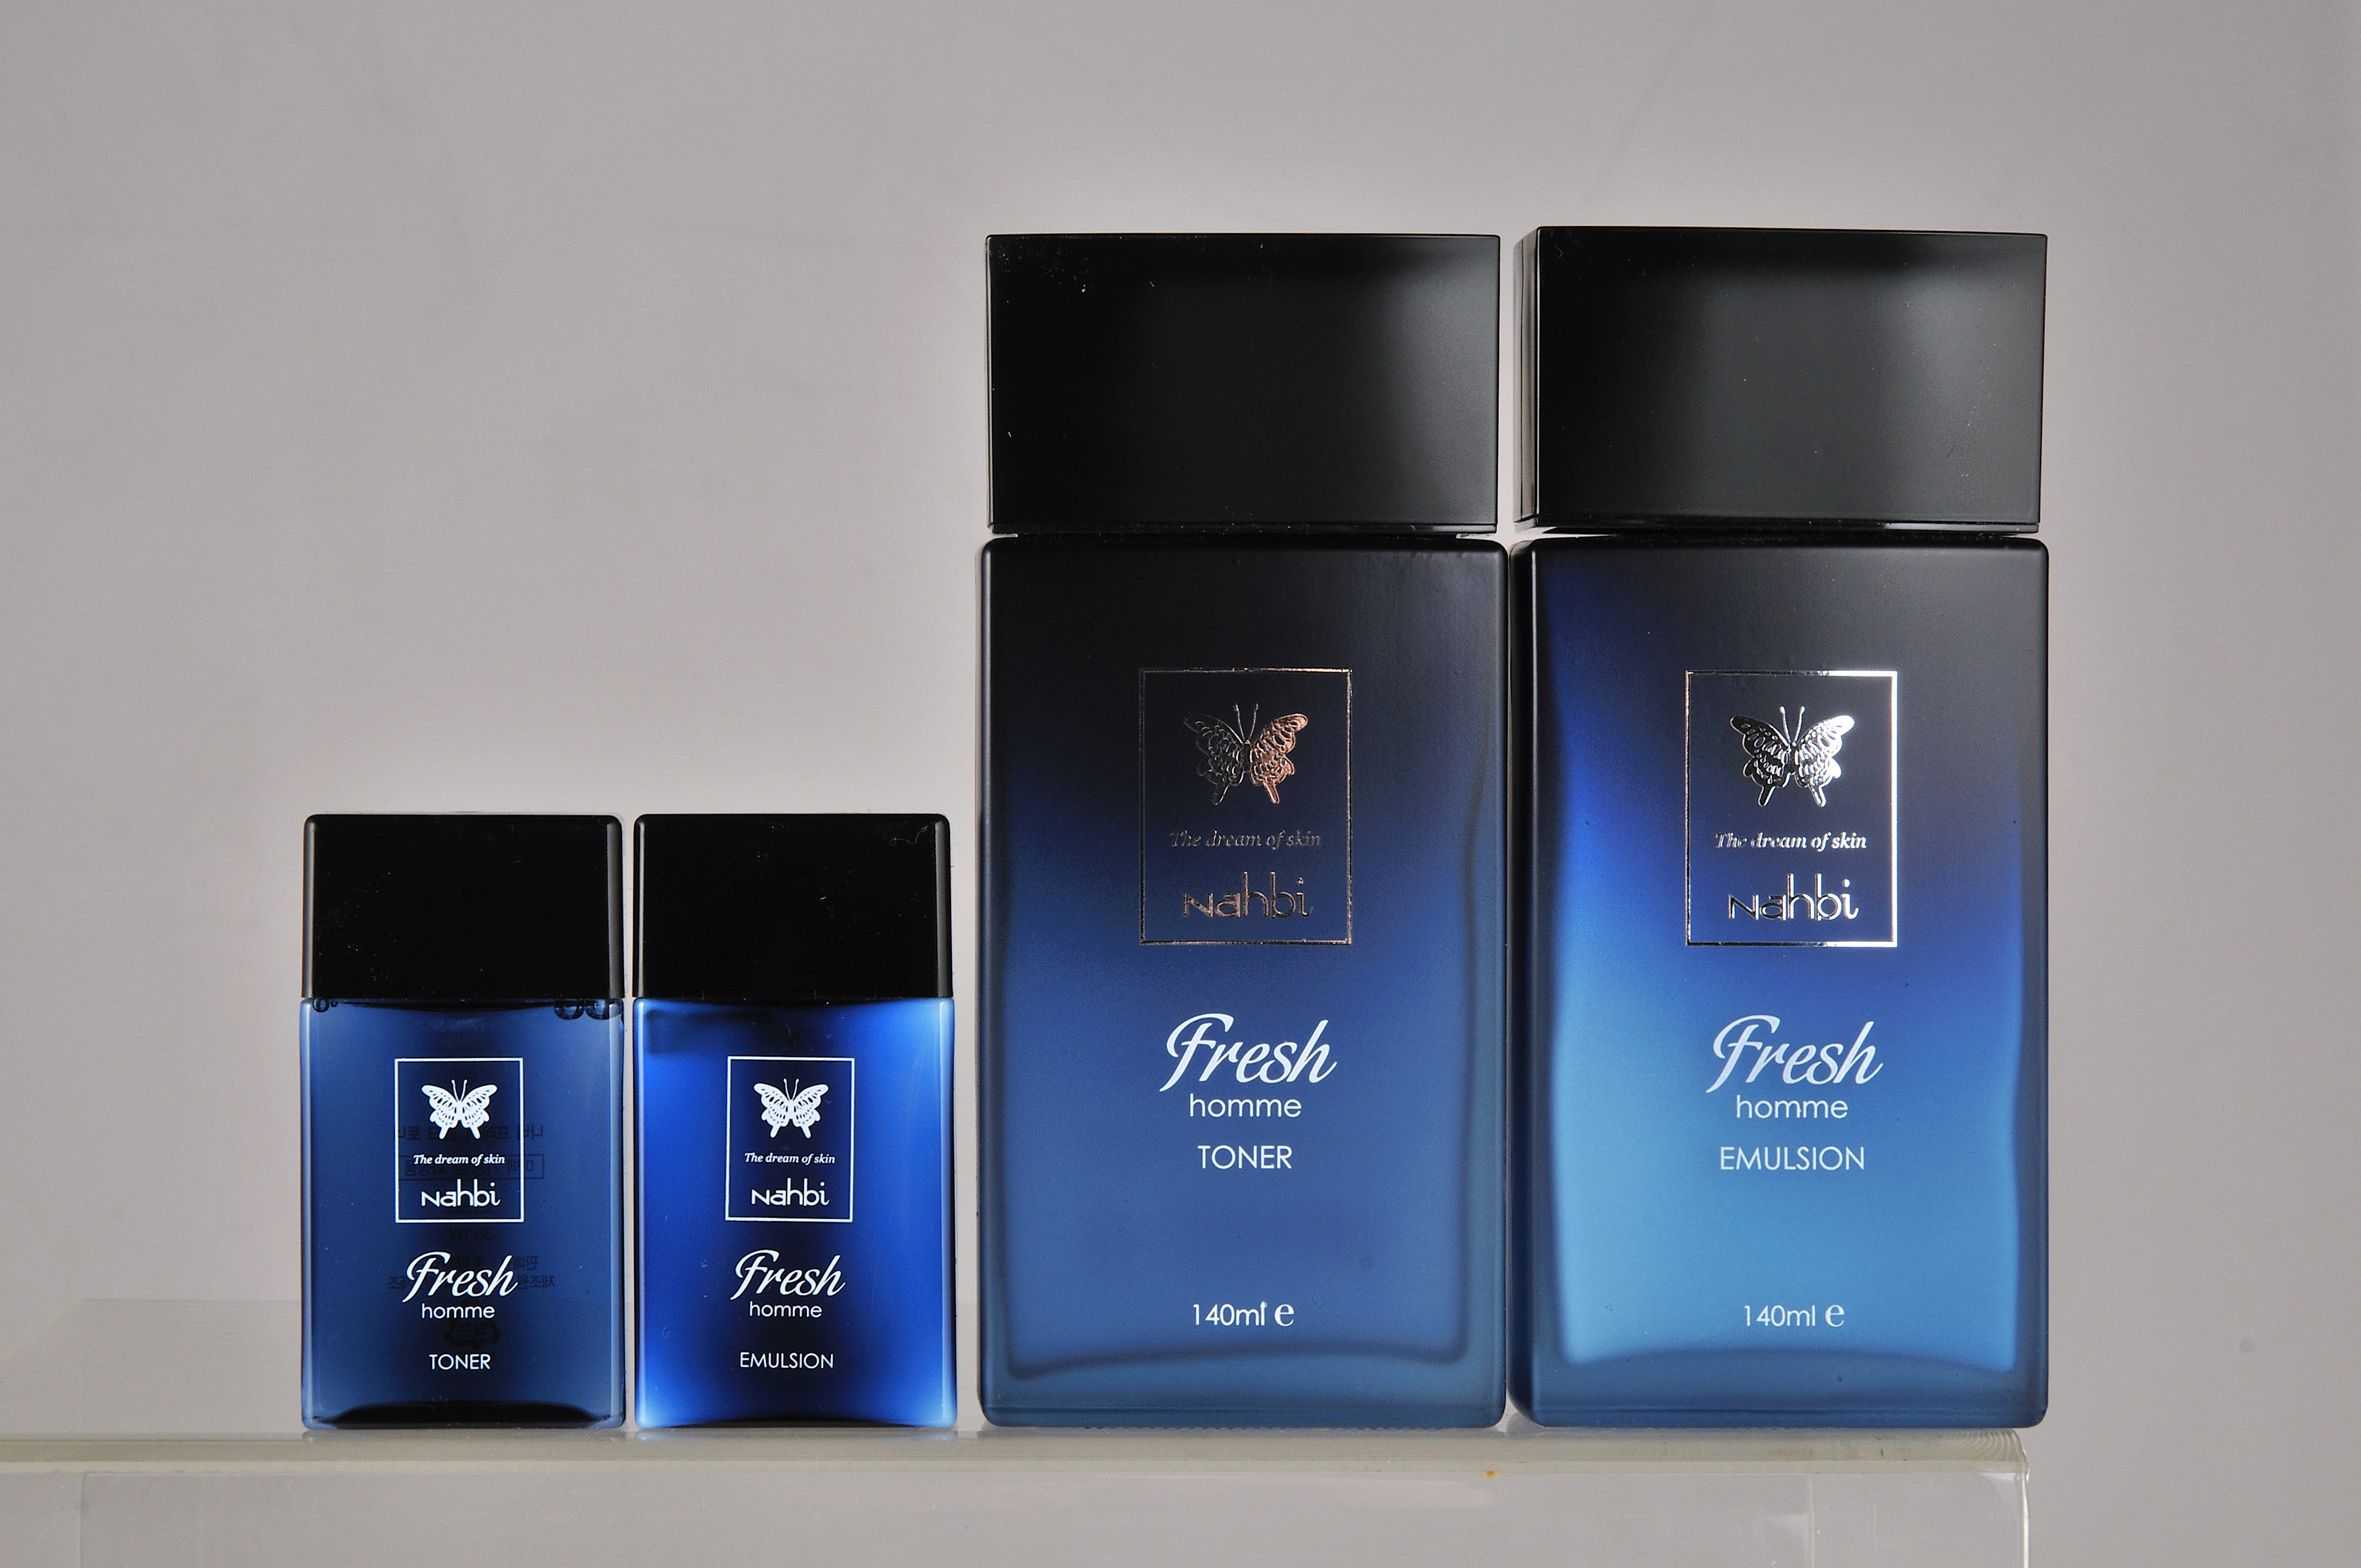 The dream of skin
Nahbi
Fresh
homme
TONER
The dream of skin
Nahbi
Fresh
homme
EMULSION
The dream of skin
Nahbi
Fresh
homme
TONER
140ml e
The dream of skin
Nahbi
Fresh
homme
EMULSION
140ml e